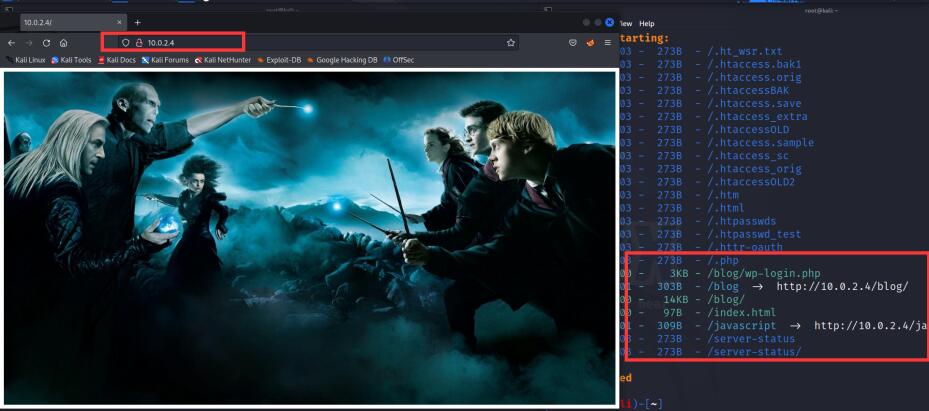 10.0.2.4/
10.0.2.4
Kali Linux Kali Tools Kali Docs Kali Forums Kali NetHunter Exploit-DB Google Hacking DB OffSec
root@kali: ~
View Help
tarting:
03 - 273B - /.ht_wsr.txt
03 - 273B - /.htaccess.bak1
03 - 273B - /.htaccess.orig
03 - 273B - /.htaccessBAK
03 - 273B - /.htaccess.save
03 - 273B - /.htaccess_extra
03 - 273B - /.htaccessOLD
03 - 273B - /.htaccess.sample
03 - 273B - /.htaccess_sc
03 - 273B - /.htaccess_orig
03 - 273B - /.htaccessOLD2
03 - 273B - /.htm
03 - 273B - /.html
03 - 273B - /.htpasswds
03 - 273B - /.htpasswd_test
03 - 273B - /.httr-oauth
03 - 273B - /.php
00 - 3KB - /blog/wp-login.php
01 - 303B - /blog → http://10.0.2.4/blog/
00 - 14KB - /blog/
00 - 97B - /index.html
01 - 309B - /javascript → http://10.0.2.4/ja
03 - 273B - /server-status
03 - 273B - /server-status/
ed
li)-[~]